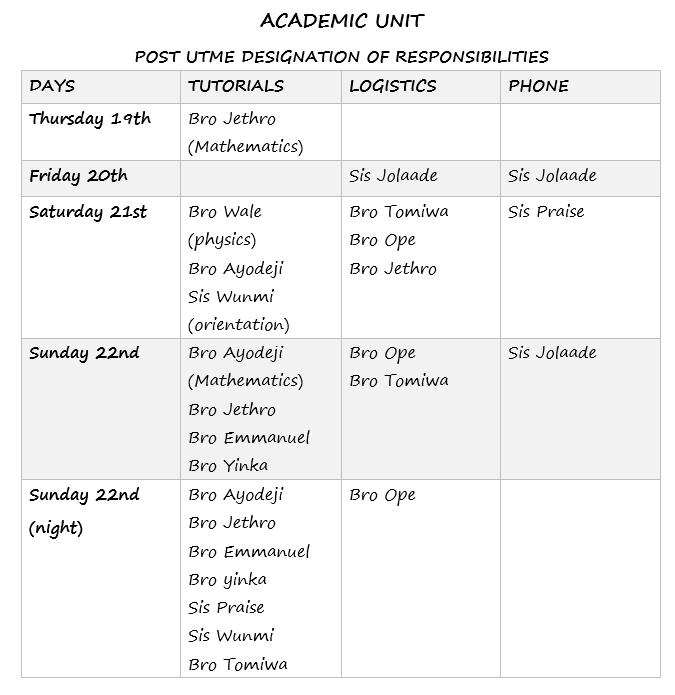 ACADEMIC UNIT
POST UTME DESIGNATION OF RESPONSIBILITIES
DAYS TUTORIALS LOGISTICS PHONE
Thursday 19th Bro Jethro
(Mathematics)
Friday 20th Sis Jolaade Sis Jolaade
Saturday 21st Bro Wale Bro Tomiwa Sis Praise
(physics) Bro Ope
Bro Ayodeji Bro Jethro
Sis Wunmi
(orientation)
Sunday 22nd Bro Ayodeji Bro Ope Sis Jolaade
(Mathematics) Bro Tomiwa
Bro Jethro
Bro Emmanuel
Bro Yinka
Sunday 22nd Bro Ayodeji Bro Ope
(night) Bro Jethro
Bro Emmanuel
Bro yinka
Sis Praise
Sis Wunmi
Bro Tomiwa